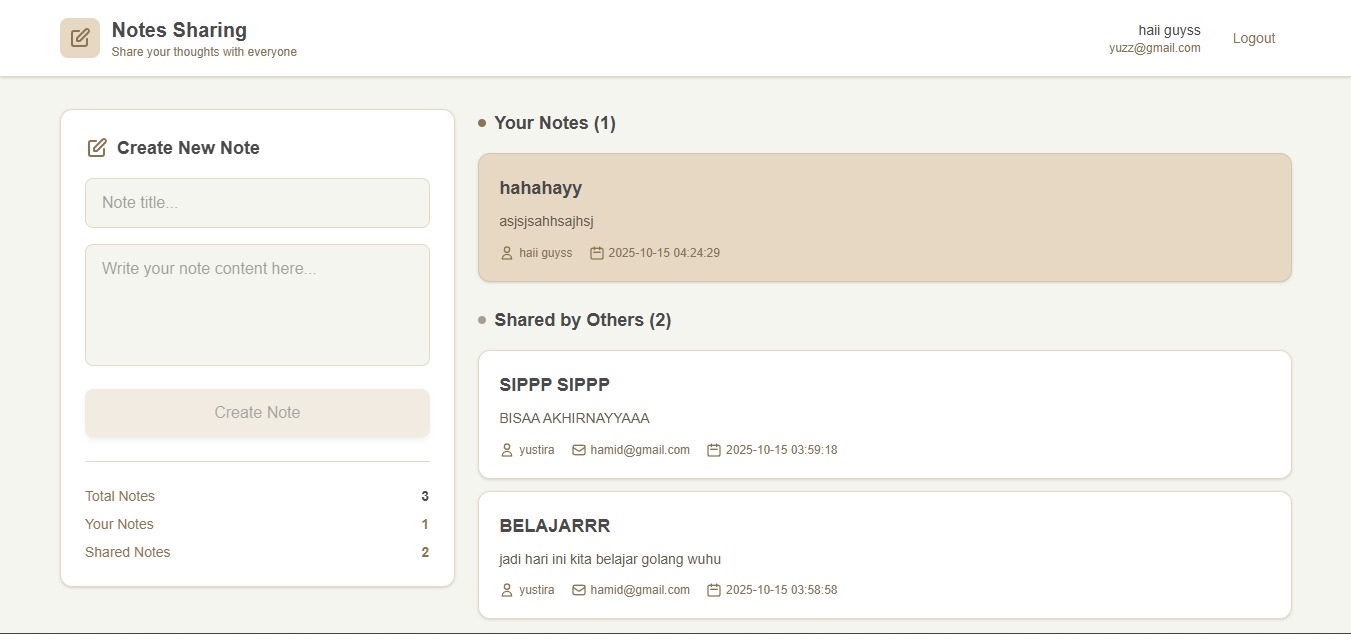 Notes Sharing
Share your thoughts with everyone
haii guyss
yuzz@gmail.com
Logout
Create New Note
Note title...
Write your note content here...
Create Note
Total Notes 3
Your Notes 1
Shared Notes 2
Your Notes (1)
hahahayy
asjsjsahhsajhsj
haii guyss 2025-10-15 04:24:29
Shared by Others (2)
SIPPP SIPPP
BISAA AKHIRNAYYAAA
yustira hamid@gmail.com 2025-10-15 03:59:18
BELAJARRR
jadi hari ini kita belajar golang wuhu
yustira hamid@gmail.com 2025-10-15 03:58:58